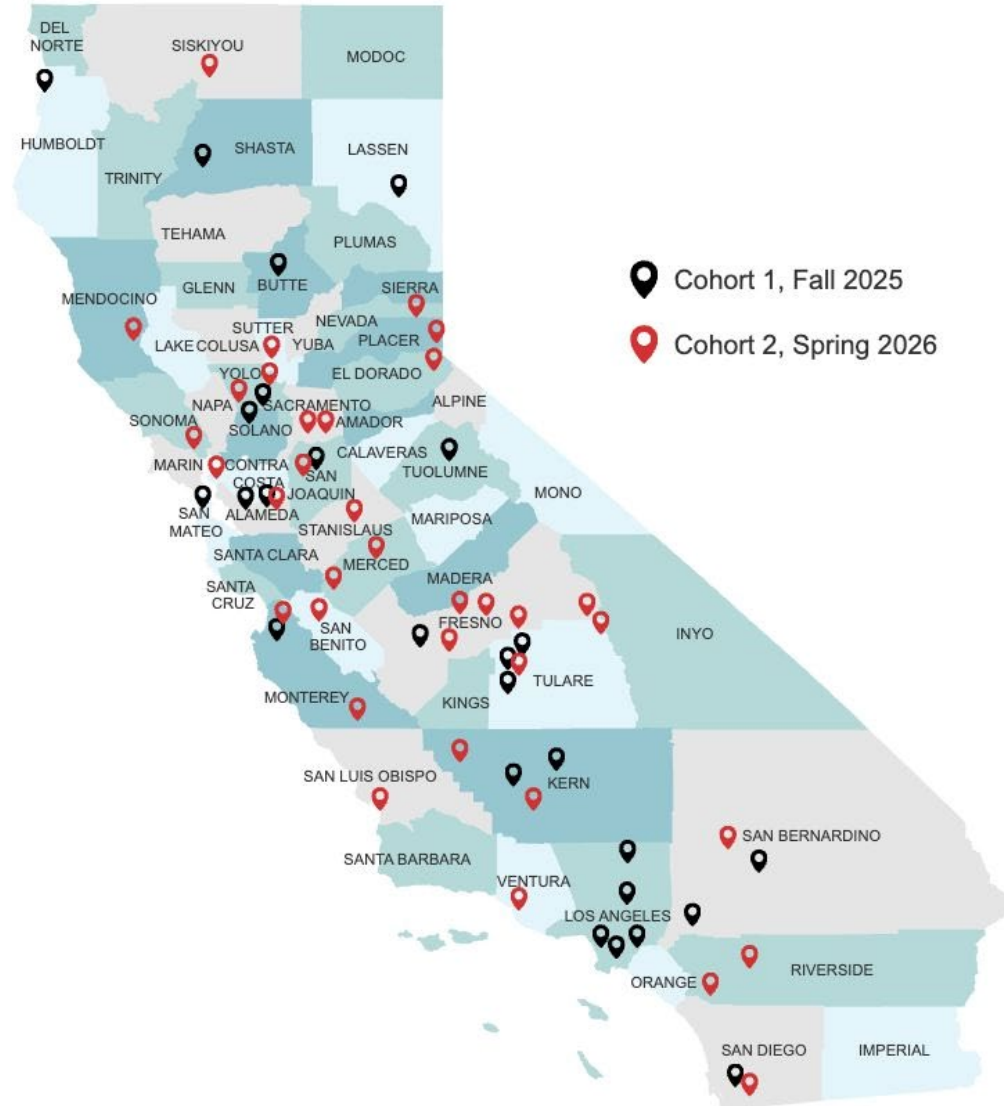 DEL
NORTE
SISKIYOU
MODOC
HUMBOLDT
TRINITY
SHASTA
LASSEN
TEHAMA
PLUMAS
GLENN
BUTTE
SIERRA
MENDOCINO
NEVADA
SUTTER
YUBA
PLACER
LAKE
COLUSA
Cohort 1, Fall 2025
Cohort 2, Spring 2026
YOLO
EL DORADO
NAPA
SACRAMENTO
ALPINE
SONOMA
SOLANO
AMADOR
MARIN
CONTRA
COSTA
CALAVERAS
TUOLUMNE
SAN
JOAQUIN
MONO
SAN
MATEO
ALAMEDA
STANISLAUS
MARIPOSA
SANTA CLARA
MERCED
SANTA
CRUZ
MADERA
FRESNO
SAN
BENITO
INYO
MONTEREY
KINGS
TULARE
SAN LUIS OBISPO
KERN
SANTA BARBARA
VENTURA
LOS ANGELES
SAN BERNARDINO
ORANGE
RIVERSIDE
SAN DIEGO
IMPERIAL